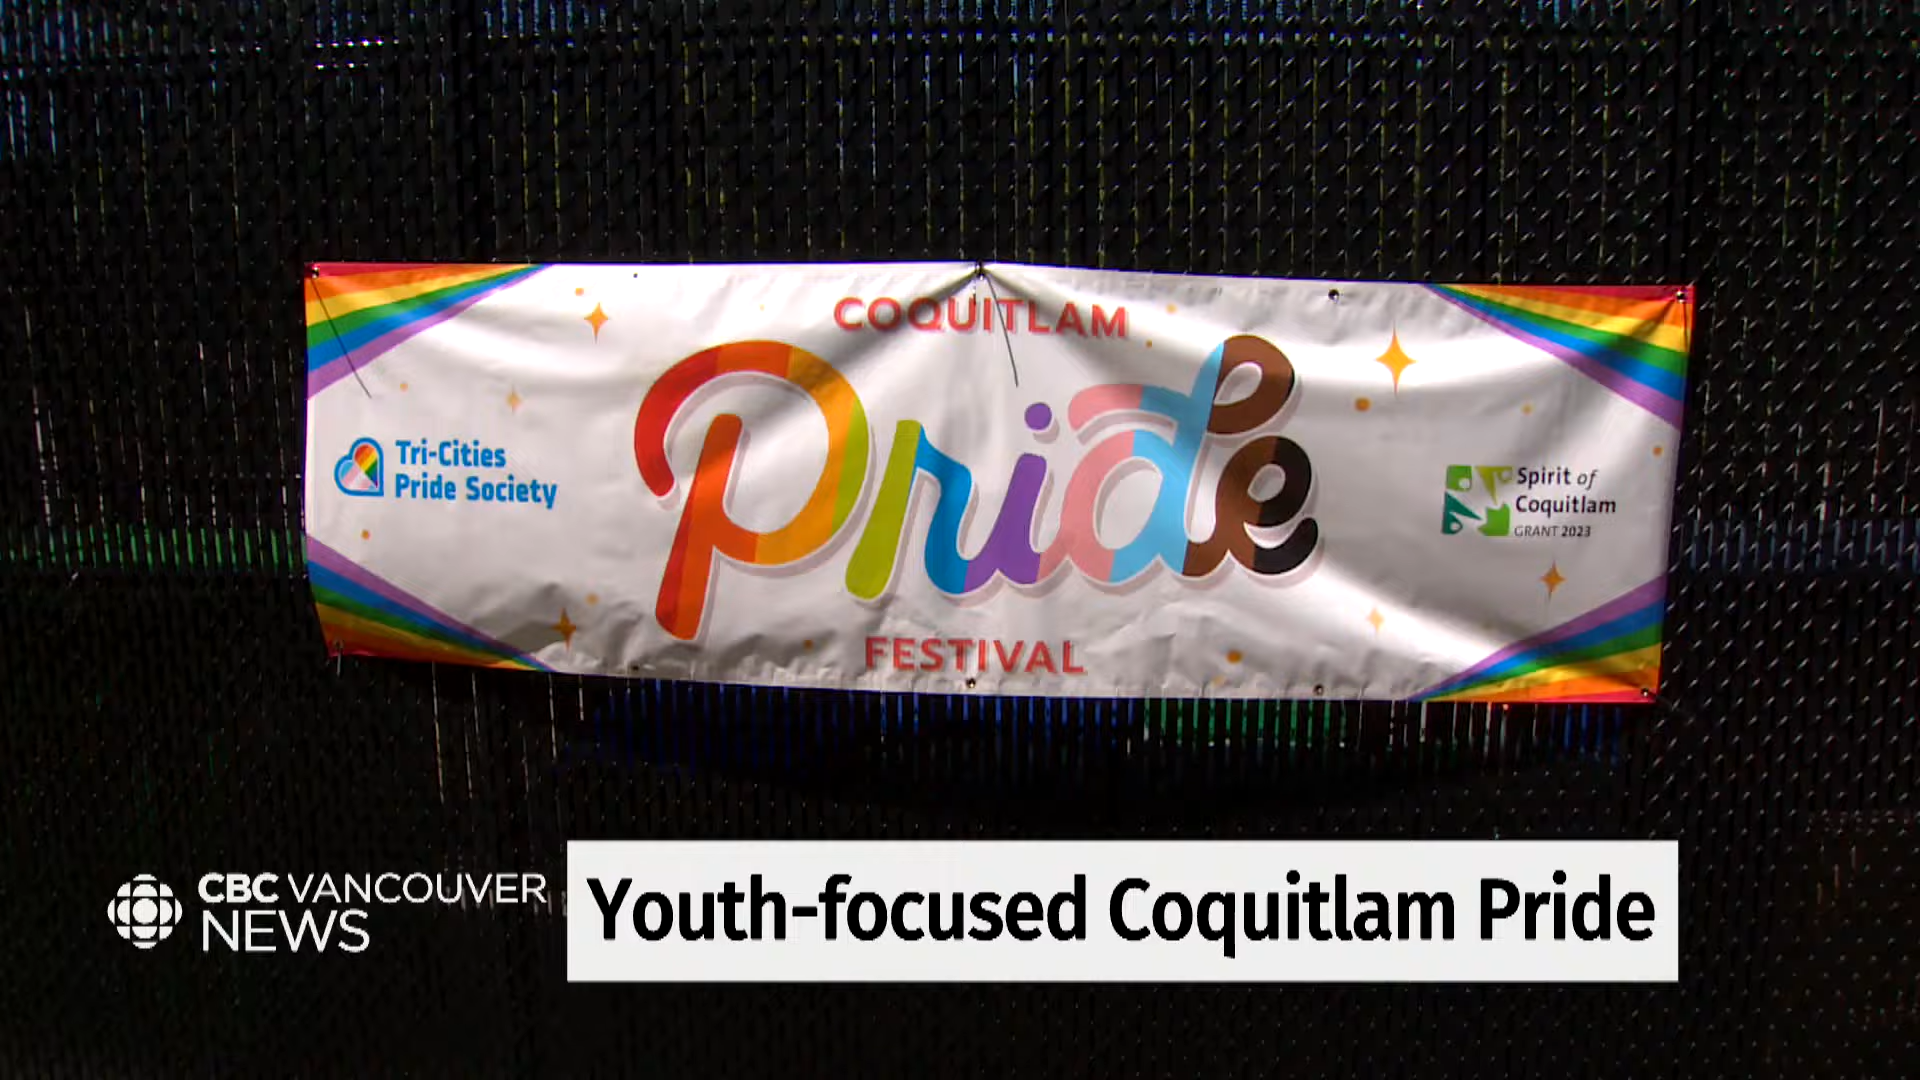 COQUITLAM
Pride
FESTIVAL
Tri-Cities
Pride Society
Spirit of
Coquitlam
GRANT 2023
CBC VANCOUVER
NEWS
Youth-focused Coquitlam Pride